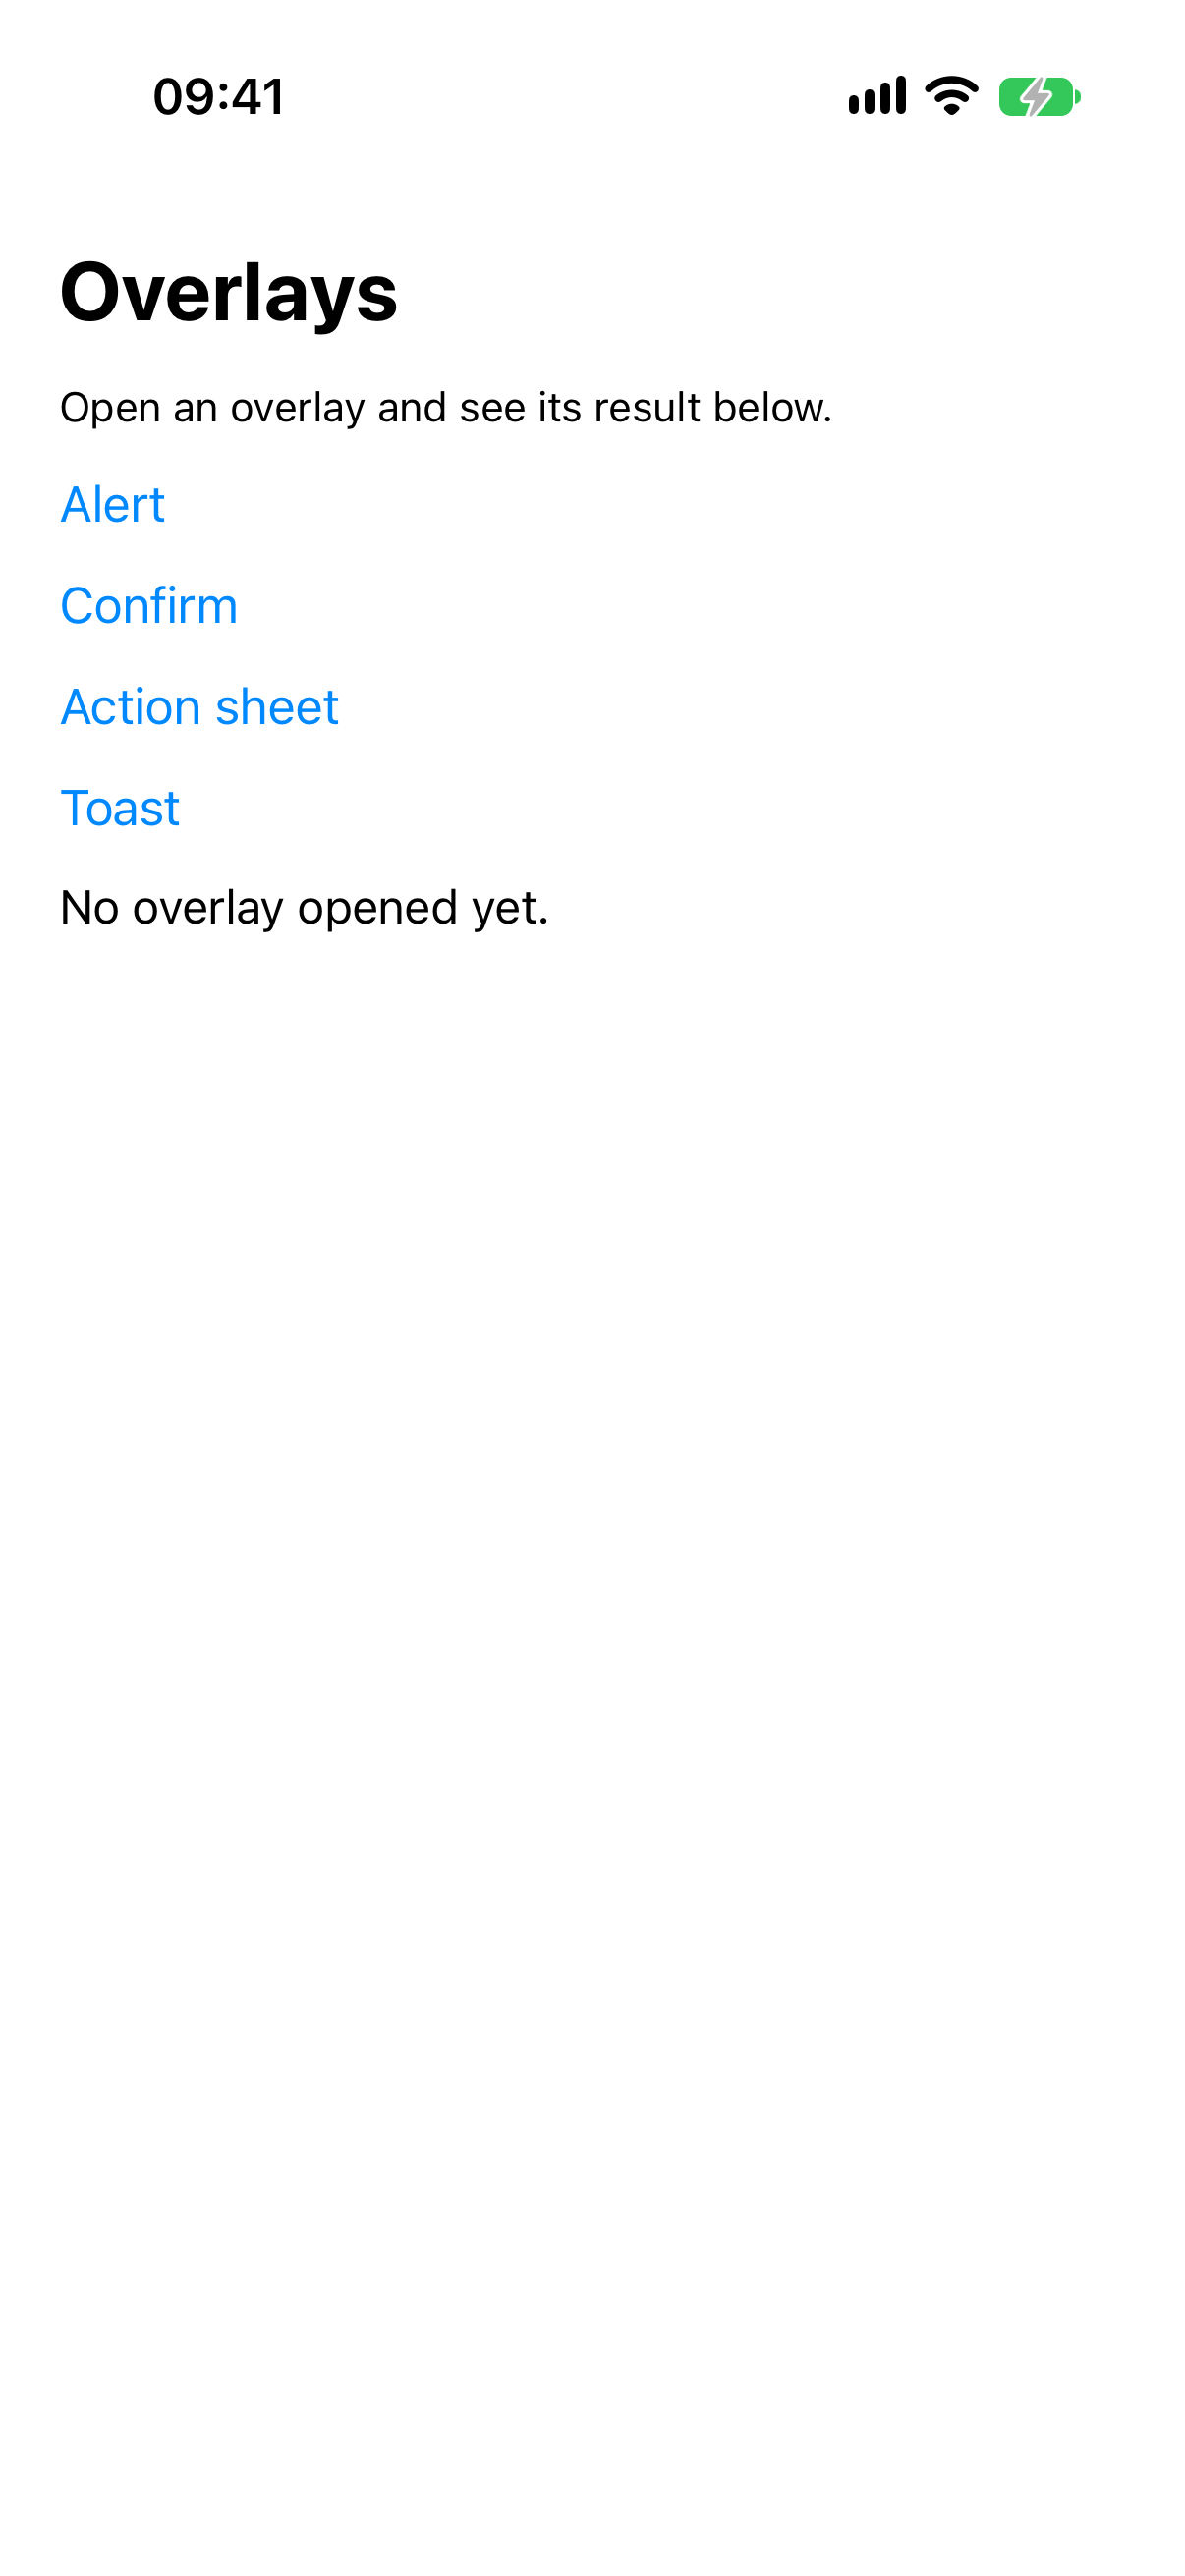 09:41
Overlays
Open an overlay and see its result below.
Alert
Confirm
Action sheet
Toast
No overlay opened yet.